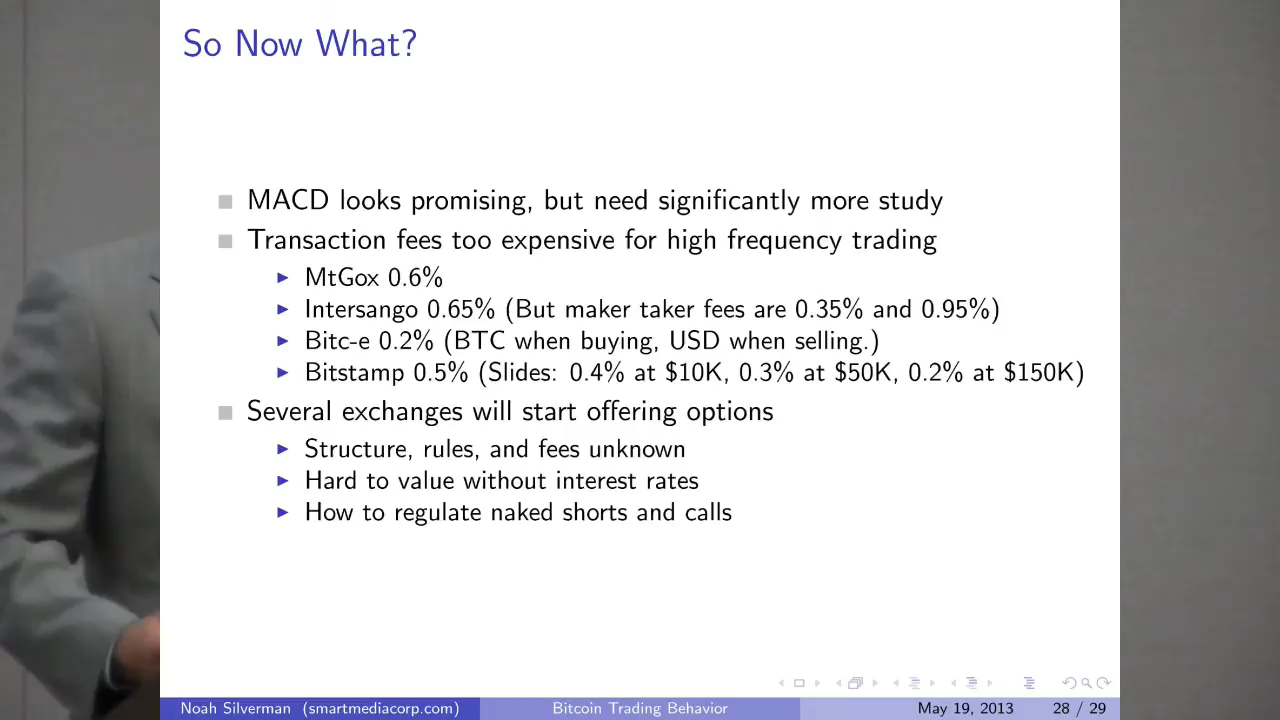 So Now What?
MACD looks promising, but need significantly more study
Transaction fees too expensive for high frequency trading
MtGox 0.6%
Intersango 0.65% (But maker taker fees are 0.35% and 0.95%)
Bitc-e 0.2% (BTC when buying, USD when selling.)
Bitstamp 0.5% (Slides: 0.4% at $10K, 0.3% at $50K, 0.2% at $150K)
Several exchanges will start offering options
Structure, rules, and fees unknown
Hard to value without interest rates
How to regulate naked shorts and calls
Noah Silverman (smartmediacorp.com) Bitcoin Trading Behavior May 19, 2013 28 / 29